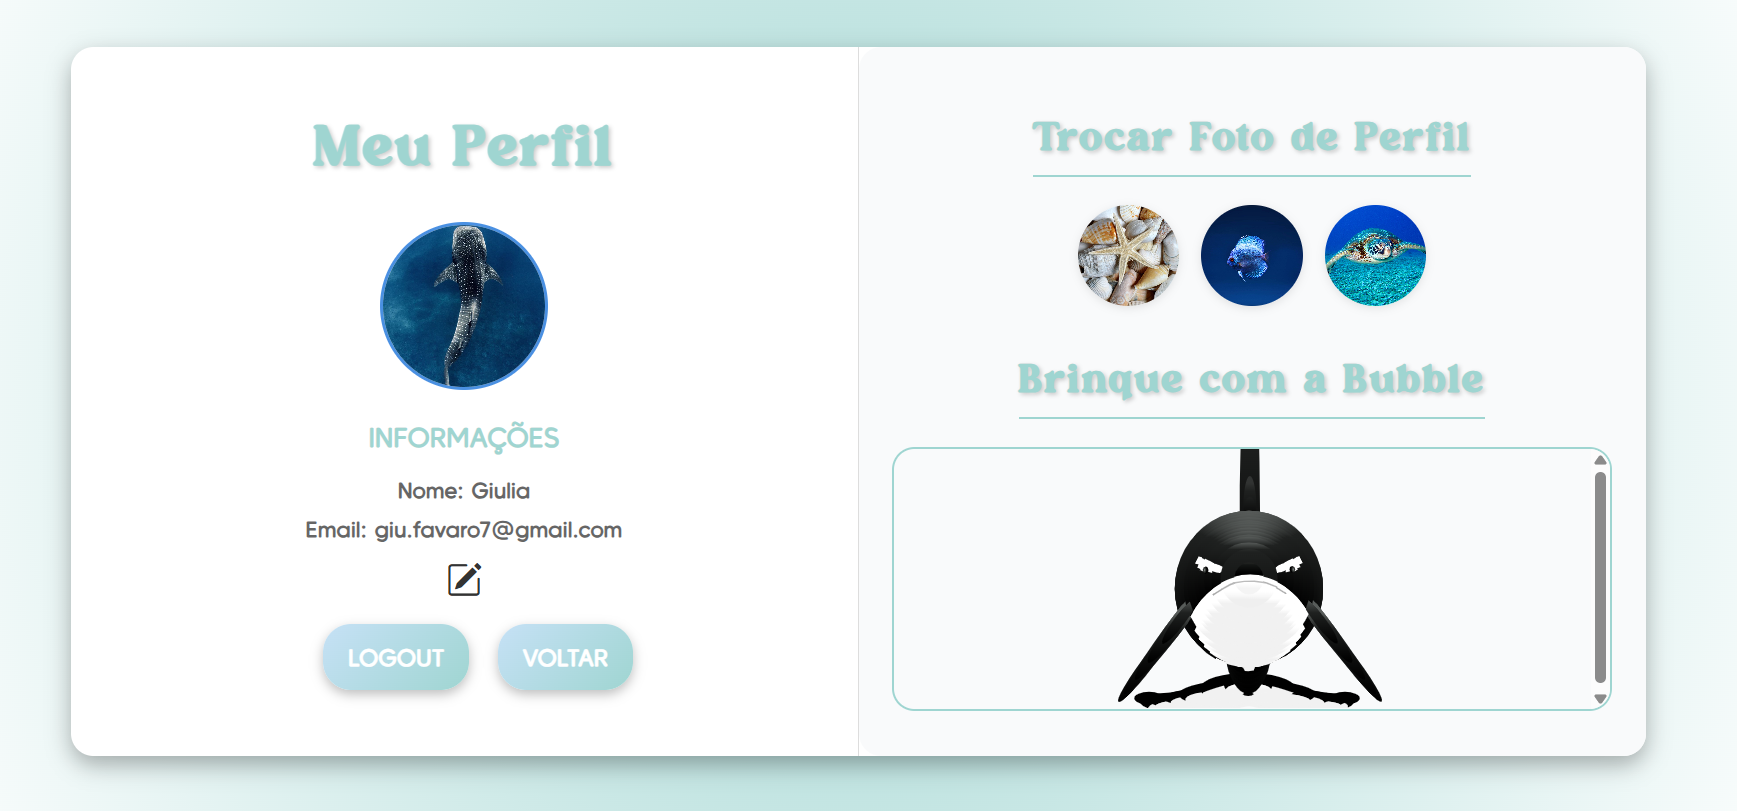 Meu Perfil
INFORMAÇÕES
Nome: Giulia
Email: giu.favaro7@gmail.com
LOGOUT
VOLTAR
Trocar Foto de Perfil
Brinque com a Bubble